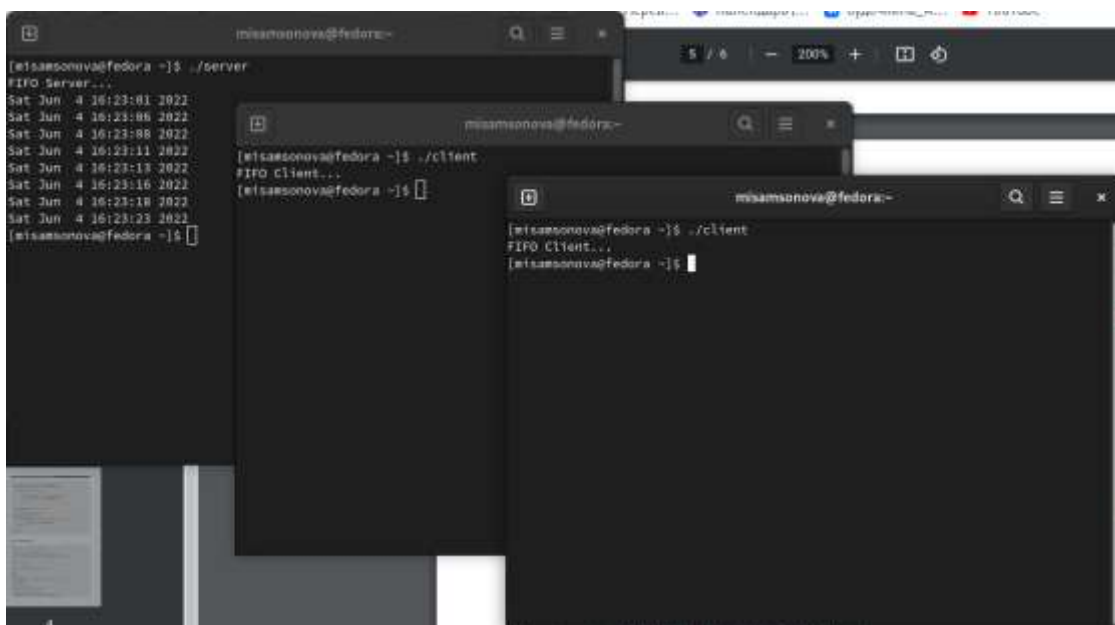 misamsonova@fedora:~
[misamsonova@fedora ~]$ ./server
FIFO Server...
Sat Jun  4 16:23:01 2022
Sat Jun  4 16:23:06 2022
Sat Jun  4 16:23:08 2022
Sat Jun  4 16:23:11 2022
Sat Jun  4 16:23:13 2022
Sat Jun  4 16:23:16 2022
Sat Jun  4 16:23:18 2022
Sat Jun  4 16:23:23 2022
[misamsonova@fedora ~]$
5 / 6 — 200% +
misamsonova@fedora:~
[misamsonova@fedora ~]$ ./client
FIFO Client...
[misamsonova@fedora ~]$
misamsonova@fedora:~
[misamsonova@fedora ~]$ ./client
FIFO Client...
[misamsonova@fedora ~]$
4